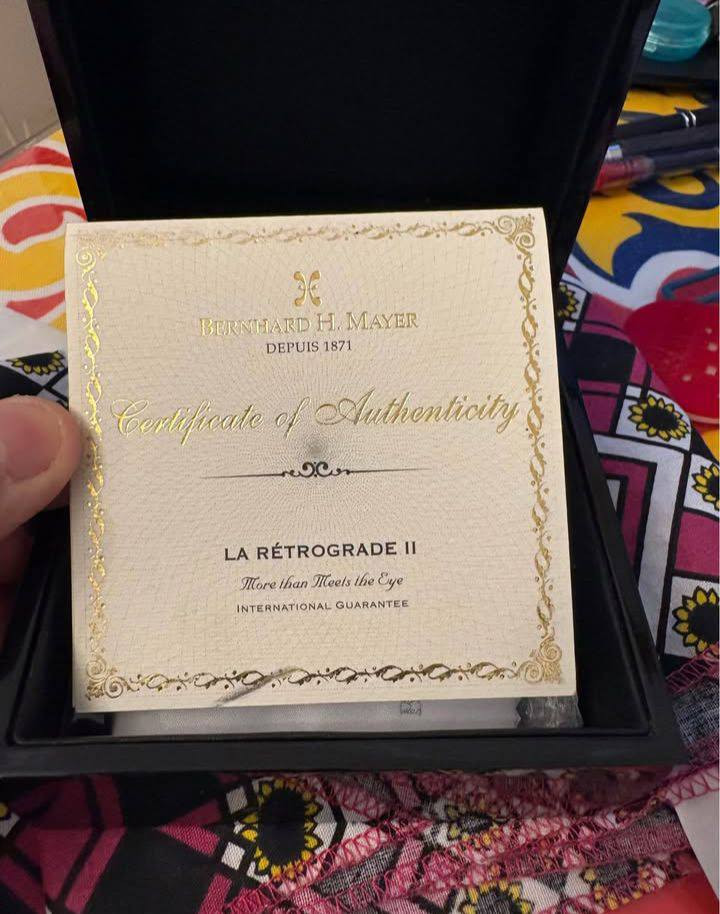 BERNHARD H. MAYER
DEPUIS 1871
Certificate of Authenticity
LA RÉTROGRADE II
More than Meets the Eye
INTERNATIONAL GUARANTEE